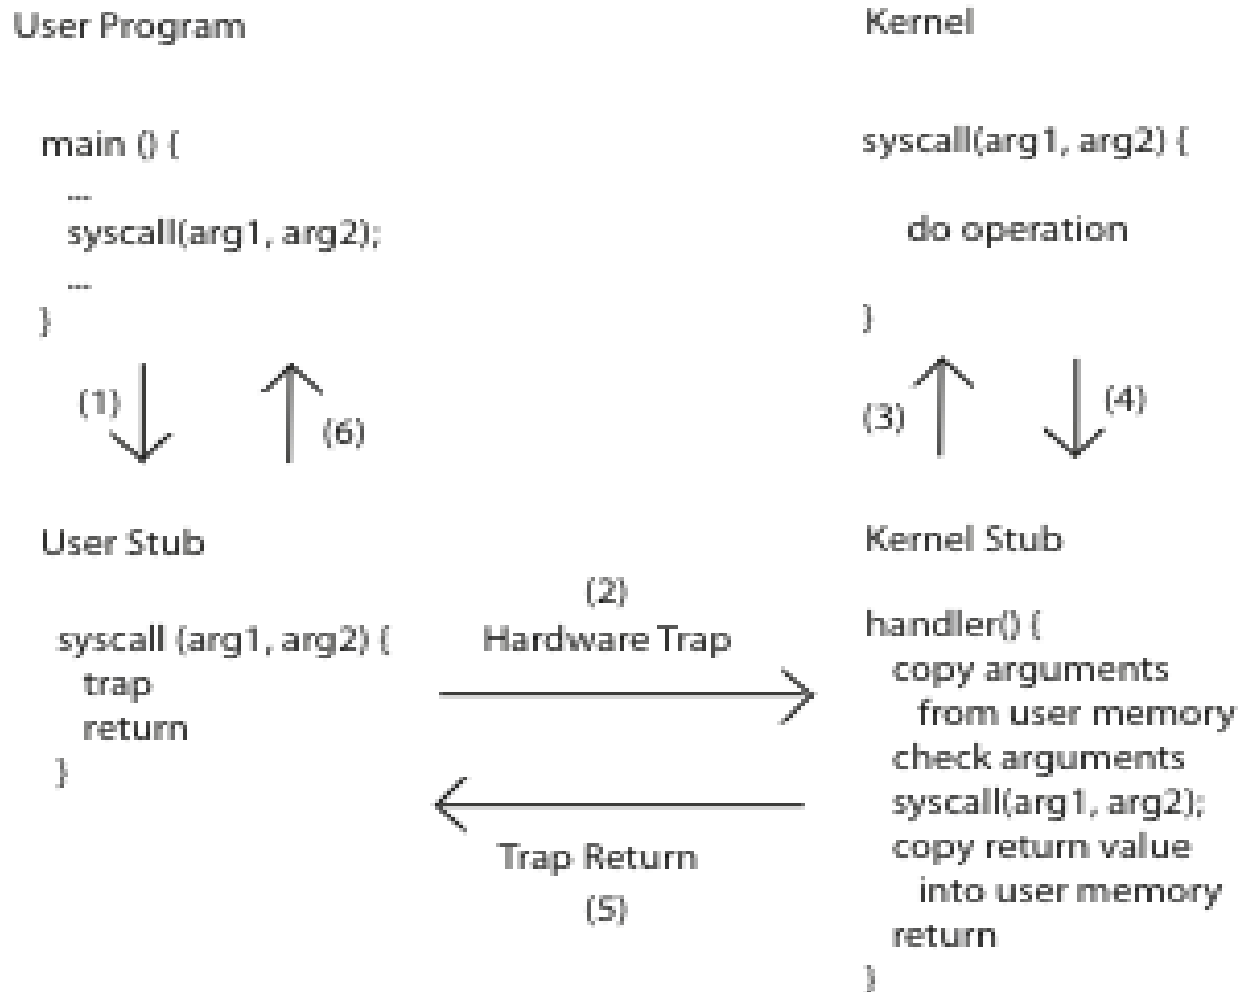 User Program
main () {
...
syscall(arg1, arg2);
...
}
(1)
(6)
User Stub
syscall (arg1, arg2) {
trap
return
}
(2)
Hardware Trap
Trap Return
(5)
Kernel
syscall(arg1, arg2) {
do operation
}
(3)
(4)
Kernel Stub
handler() {
copy arguments
from user memory
check arguments
syscall(arg1, arg2);
copy return value
into user memory
return
}